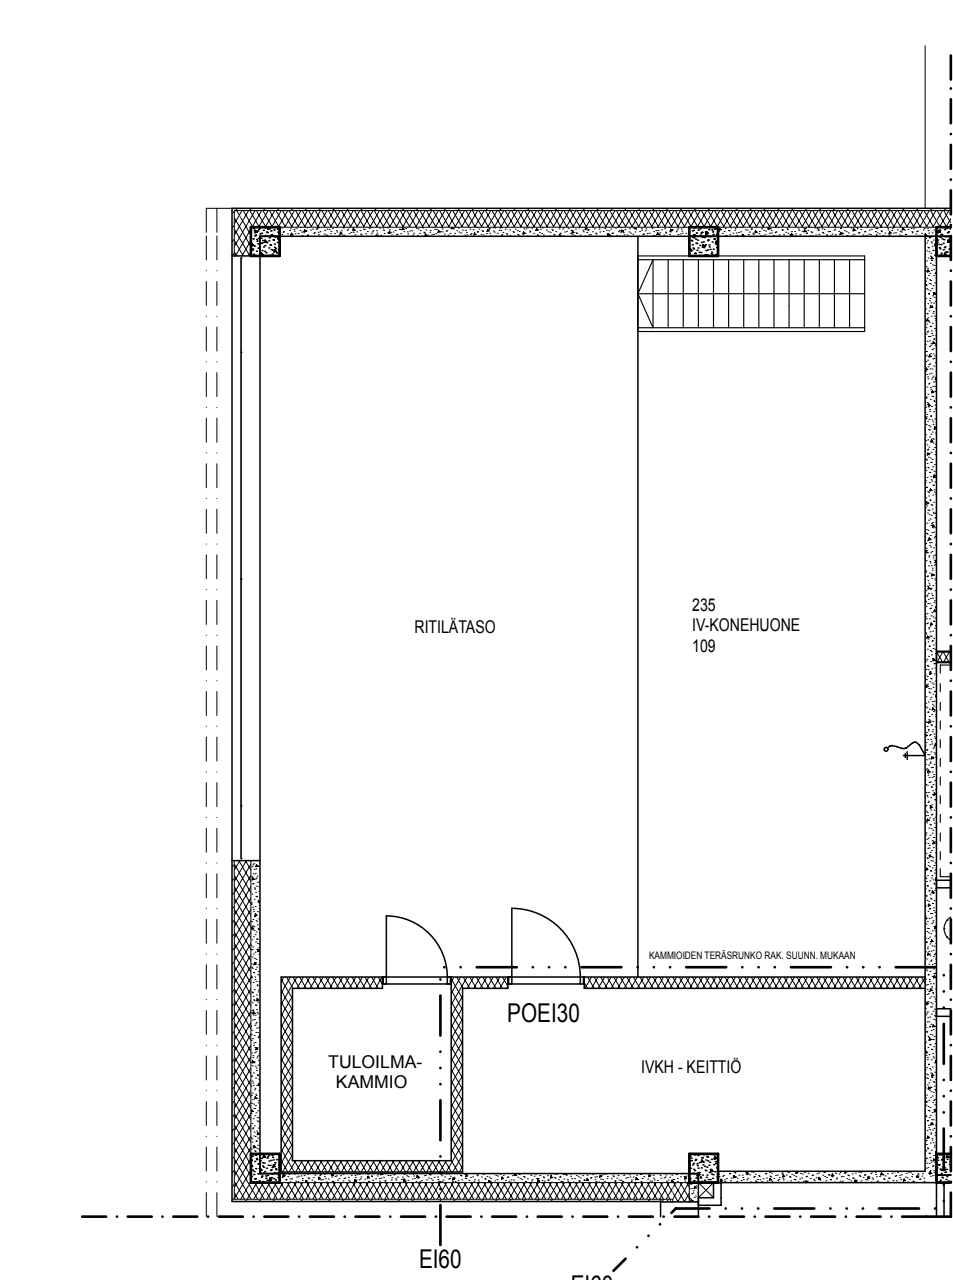 RITILÄTASO
235
IV-KONEHUONE
109
KAMMIOIDEN TERÄSRUNKO RAK. SUUNN. MUKAAN
POEI30
TULOILMA-
KAMMIO
IVKH - KEITTIÖ
EI60